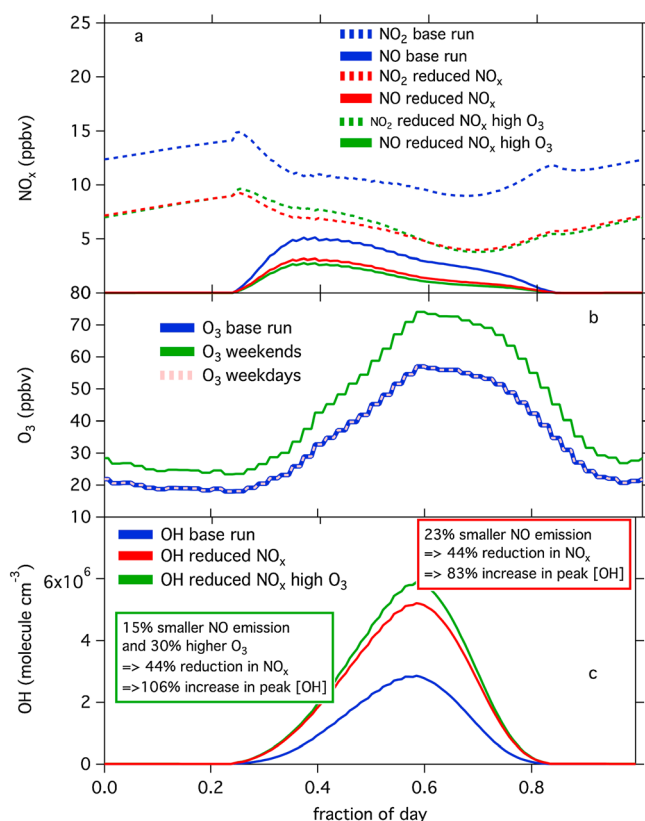 25
20
15
10
5
80
NOx (ppbv)
a
NO2 base run
NO base run
NO2 reduced NOx
NO reduced NOx
NO2 reduced NOx high O3
NO reduced NOx high O3
70
60
50
40
30
20
10
O3 (ppbv)
b
O3 base run
O3 weekends
O3 weekdays
6x10⁶
4
2
0
OH (molecule cm⁻³)
c
OH base run
OH reduced NOx
OH reduced NOx high O3
23% smaller NO emission
=> 44% reduction in NOx
=> 83% increase in peak [OH]
15% smaller NO emission
and 30% higher O3
=> 44% reduction in NOx
=>106% increase in peak [OH]
0.0 0.2 0.4 0.6 0.8
fraction of day